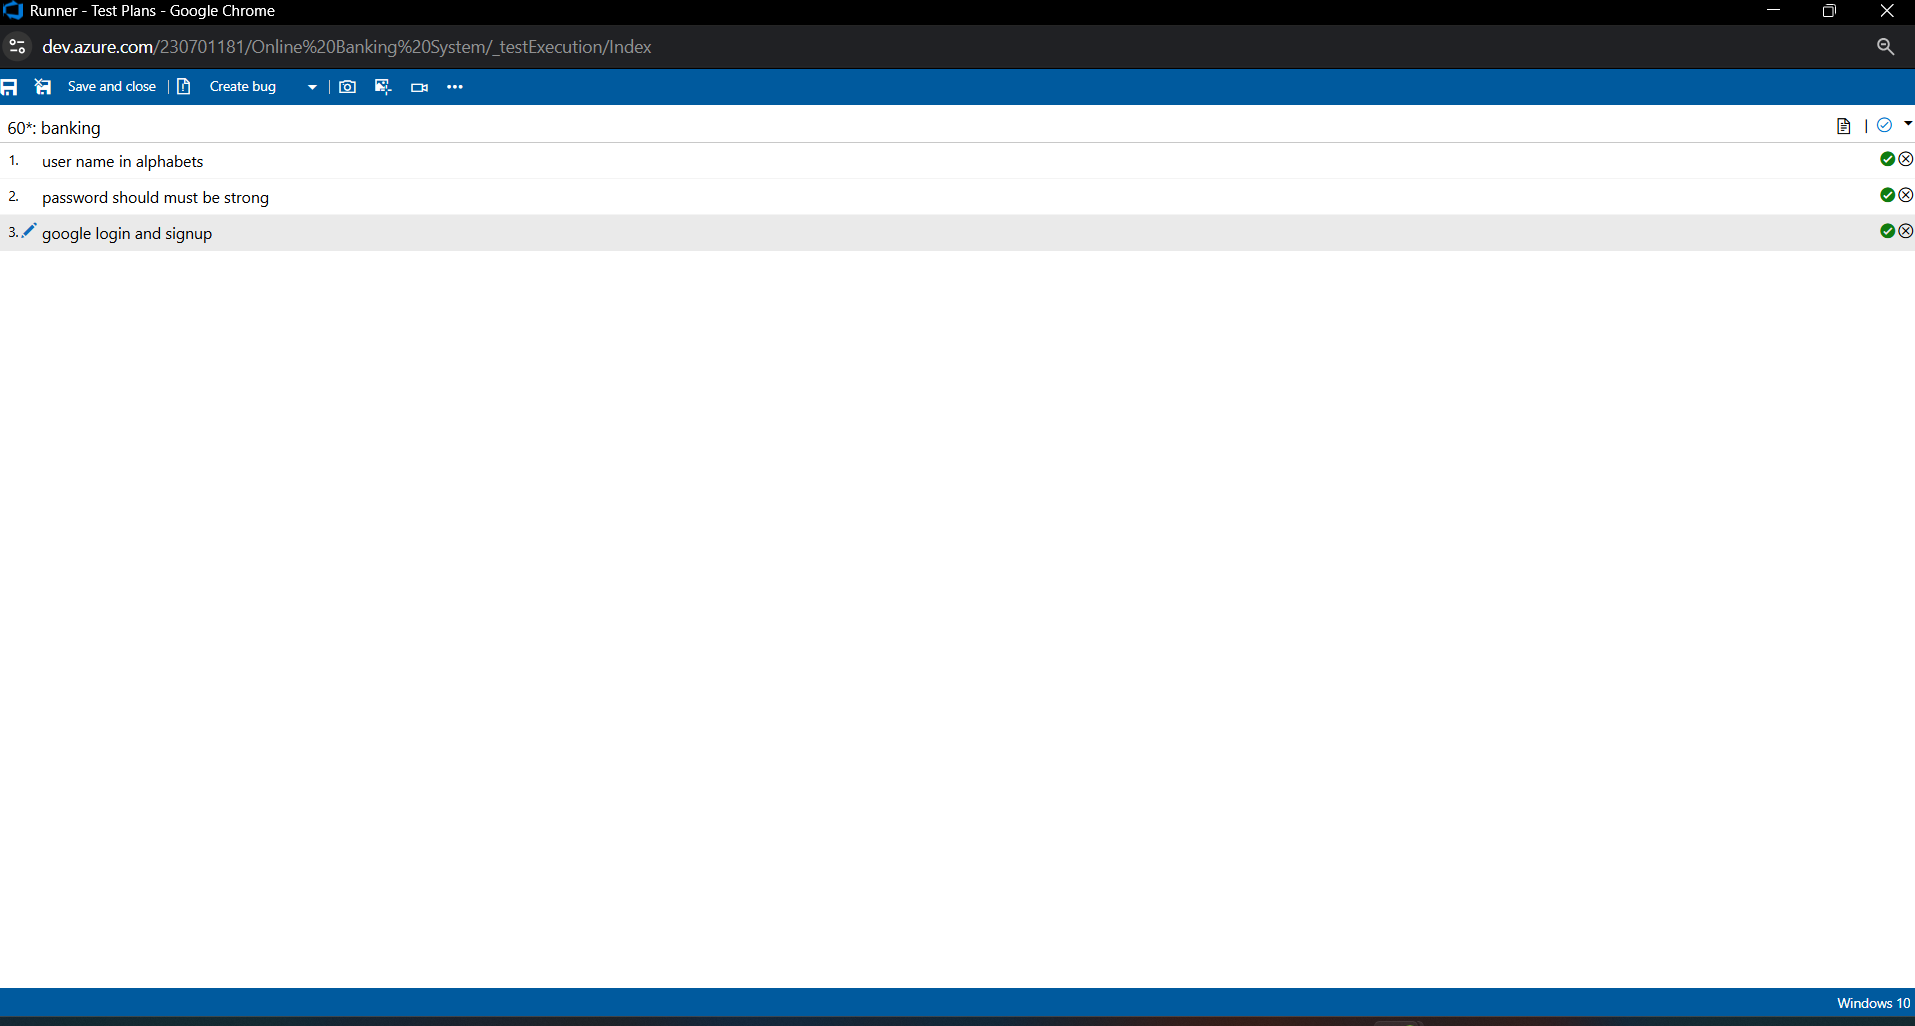 Runner - Test Plans - Google Chrome
dev.azure.com/230701181/Online%20Banking%20System/_testExecution/Index
Save and close Create bug
60*: banking
1. user name in alphabets
2. password should must be strong
3. google login and signup
Windows 10